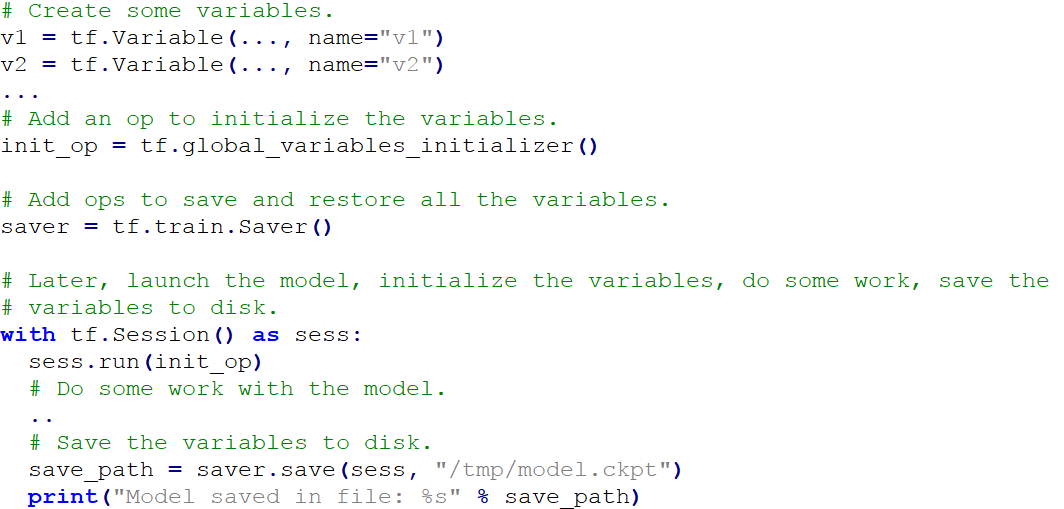 # Create some variables.
v1 = tf.Variable(..., name="v1")
v2 = tf.Variable(..., name="v2")
...
# Add an op to initialize the variables.
init_op = tf.global_variables_initializer()

# Add ops to save and restore all the variables.
saver = tf.train.Saver()

# Later, launch the model, initialize the variables, do some work, save the
# variables to disk.
with tf.Session() as sess:
  sess.run(init_op)
  # Do some work with the model.
  ..
  # Save the variables to disk.
  save_path = saver.save(sess, "/tmp/model.ckpt")
  print("Model saved in file: %s" % save_path)